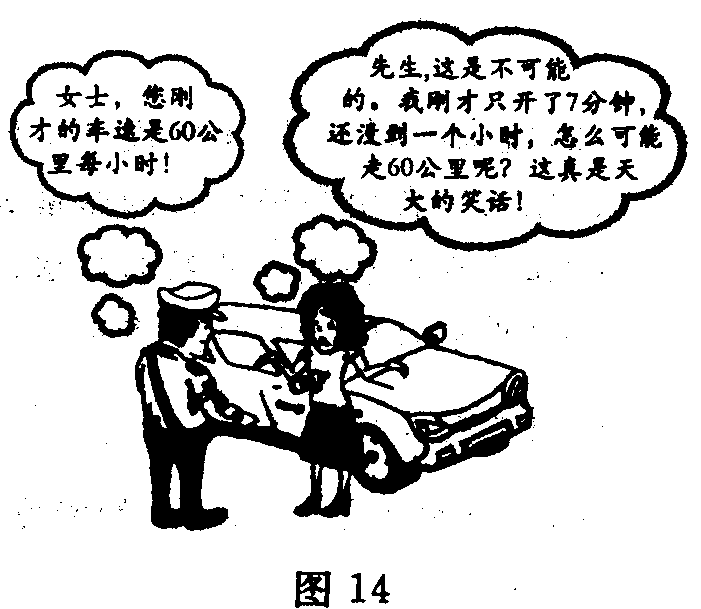 女士，您刚
才的车速是60公
里每小时！
先生,这是不可能
的。我刚才只开了7分钟，
还没到一个小时，怎么可能
走60公里呢？这真是天
大的笑话！
图 14